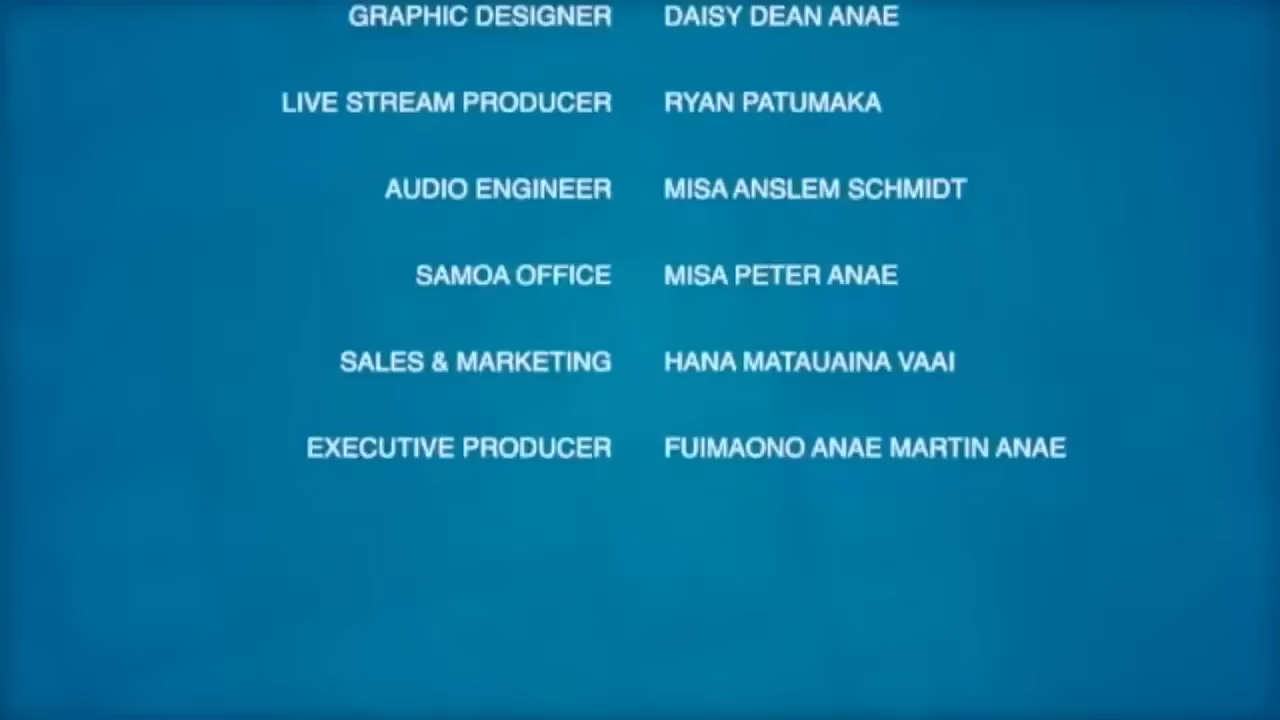 GRAPHIC DESIGNER DAISY DEAN ANAE
LIVE STREAM PRODUCER RYAN PATUMAKA
AUDIO ENGINEER MISA ANSLEM SCHMIDT
SAMOA OFFICE MISA PETER ANAE
SALES & MARKETING HANA MATAUAINA VAAI
EXECUTIVE PRODUCER FUIMAONO ANAE MARTIN ANAE